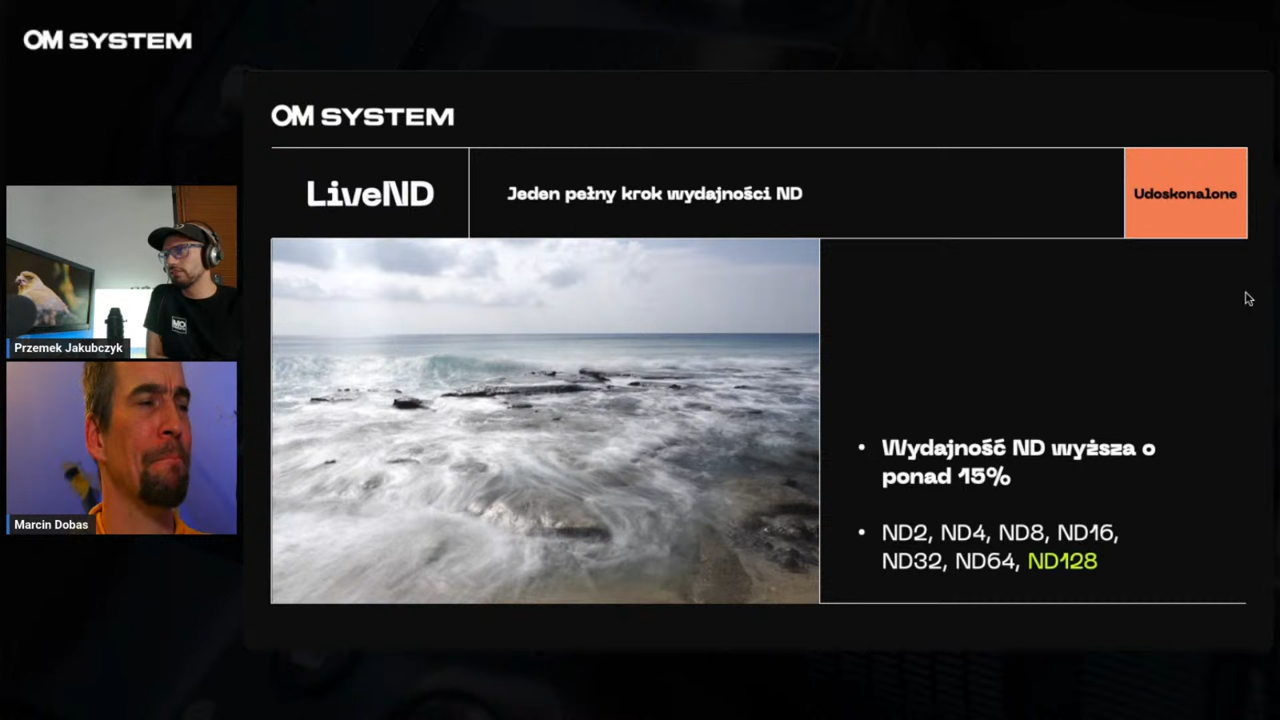 OM SYSTEM
OM SYSTEM
LiveND
Jeden pełny krok wydajności ND
Udoskonalone
Przemek Jakubczyk
Marcin Dobas
• Wydajność ND wyższa o
ponad 15%
• ND2, ND4, ND8, ND16,
ND32, ND64, ND128